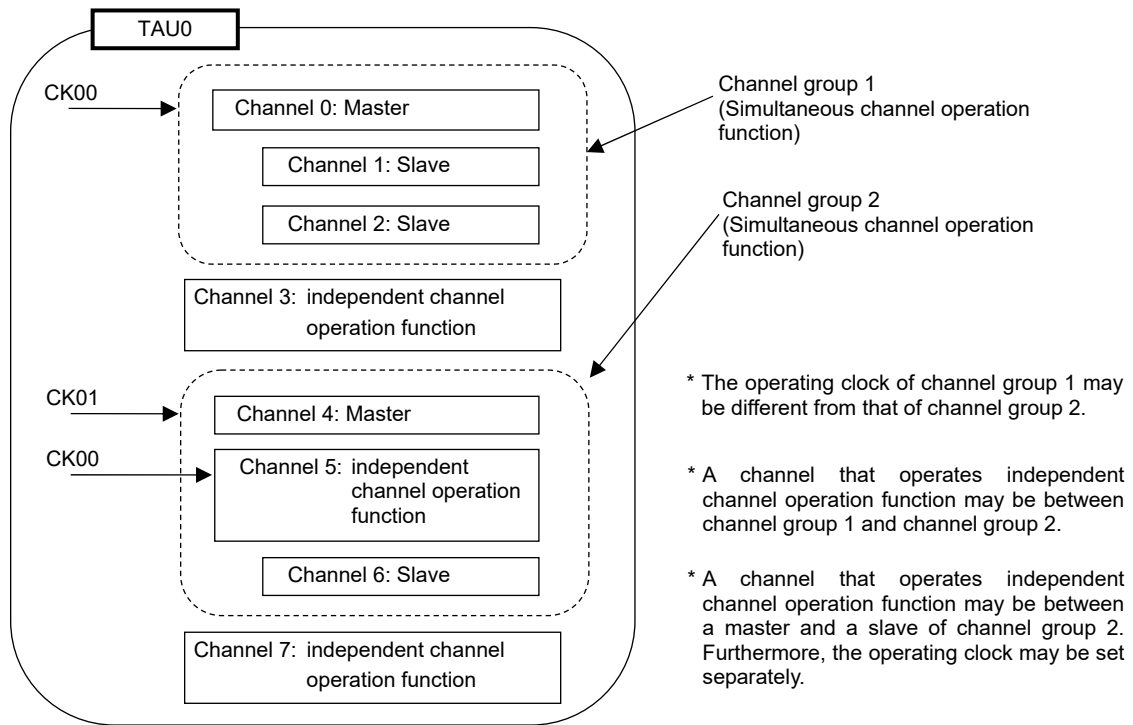 TAU0
CK00
Channel 0: Master
Channel 1: Slave
Channel 2: Slave
Channel group 1
(Simultaneous channel operation
function)
Channel group 2
(Simultaneous channel operation
function)
Channel 3: independent channel
operation function
CK01
CK00
Channel 4: Master
Channel 5: independent
channel operation
function
Channel 6: Slave
Channel 7: independent channel
operation function
* The operating clock of channel group 1 may
be different from that of channel group 2.
* A channel that operates independent
channel operation function may be between
channel group 1 and channel group 2.
* A channel that operates independent
channel operation function may be between
a master and a slave of channel group 2.
Furthermore, the operating clock may be set
separately.